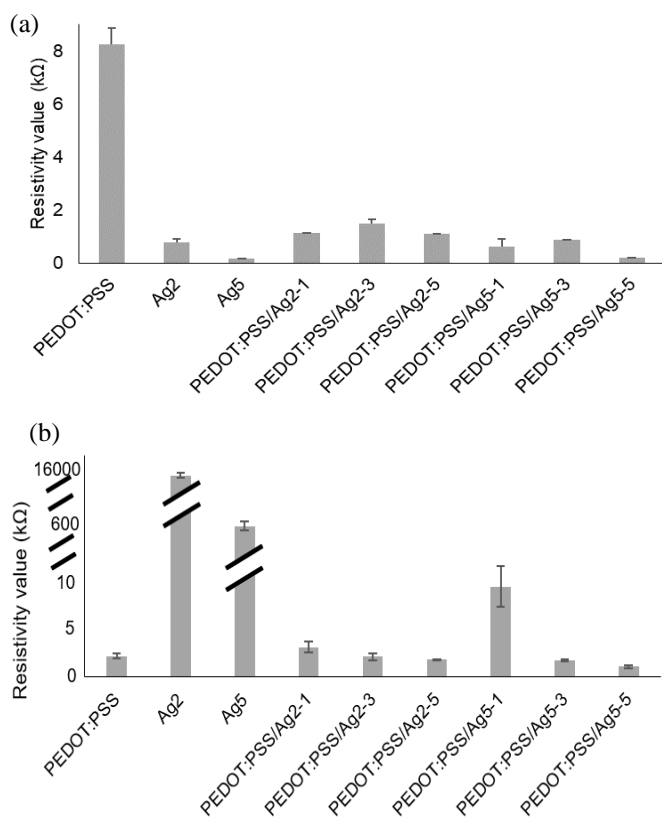 (a)
Resistivity value (kΩ)
8
6
4
2
0
PEDOT:PSS
Ag2
Ag5
PEDOT:PSS/Ag2-1
PEDOT:PSS/Ag2-3
PEDOT:PSS/Ag2-5
PEDOT:PSS/Ag5-1
PEDOT:PSS/Ag5-3
PEDOT:PSS/Ag5-5
(b)
Resistivity value (kΩ)
16000
600
10
5
0
PEDOT:PSS
Ag2
Ag5
PEDOT:PSS/Ag2-1
PEDOT:PSS/Ag2-3
PEDOT:PSS/Ag2-5
PEDOT:PSS/Ag5-1
PEDOT:PSS/Ag5-3
PEDOT:PSS/Ag5-5